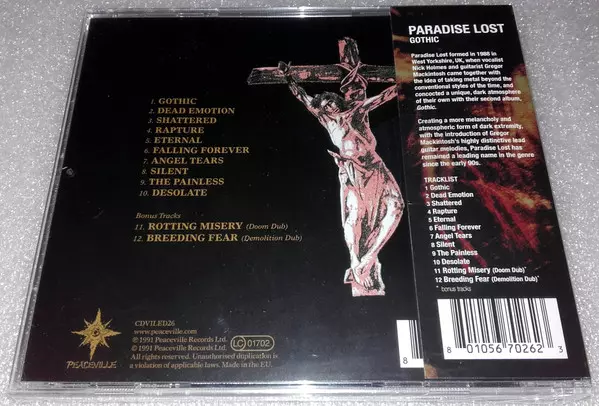 1. GOTHIC
2. DEAD EMOTION
3. SHATTERED
4. RAPTURE
5. ETERNAL
6. FALLING FOREVER
7. ANGEL TEARS
8. SILENT
9. THE PAINLESS
10. DESOLATE
Bonus Tracks
11. ROTTING MISERY (Doom Dub)
12. BREEDING FEAR (Demolition Dub)
PEACEVILLE
CDVILED26
www.peaceville.com
℗ 1991 Peaceville Records Ltd.
© 1991 Peaceville Records Ltd.
All rights reserved. Unauthorised duplication is
a violation of applicable laws. Made in the EU.
LC 01702
8
PARADISE LOST
GOTHIC
Paradise Lost formed in 1988 in
West Yorkshire, UK, when vocalist
Nick Holmes and guitarist Gregor
Mackintosh came together with
the idea of taking metal beyond the
conventional styles of the time, and
concocted a unique, dark atmosphere
of their own with their second album,
Gothic.
Creating a more melancholy and
atmospheric form of dark extremity,
with the introduction of Gregor
Mackintosh's highly distinctive lead
guitar melodies, Paradise Lost has
remained a leading name in the genre
since the early 90s.
TRACKLIST
1 Gothic
2 Dead Emotion
3 Shattered
4 Rapture
5 Eternal
6 Falling Forever
7 Angel Tears
8 Silent
9 The Painless
10 Desolate
11 Rotting Misery (Doom Dub)*
12 Breeding Fear (Demolition Dub)*
* bonus tracks
8 01056 70262 3